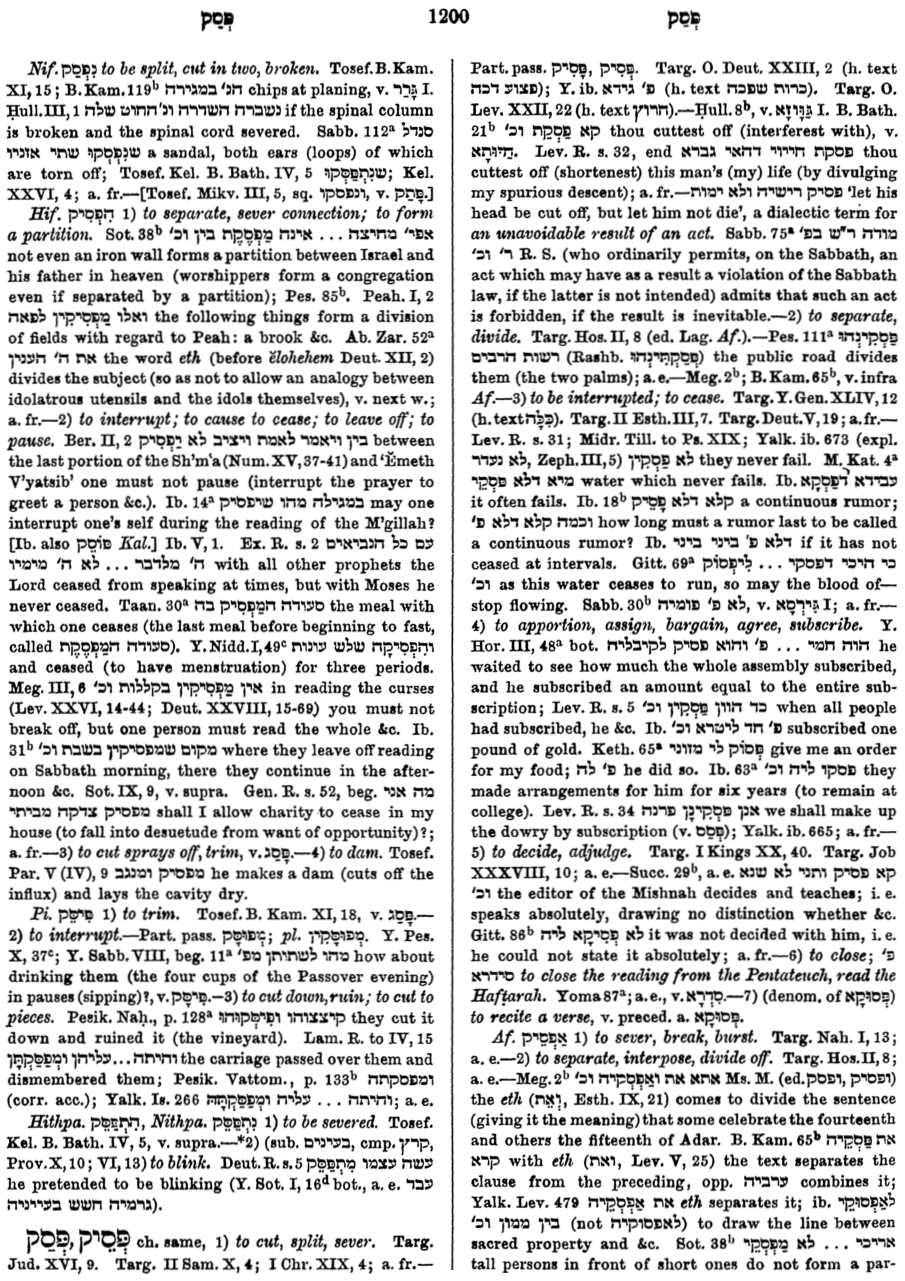 פְּסַק 1200 פְּסַק
Nif. נִפְסַק to be split, cut in two, broken. Tosef. B. Kam.
XI, 15; B. Kam. 119ᵇ הנ׳ במגירה chips at planing, v. גְּרַר I.
Ḥull. III, 1 נשברה השדרה ונ׳ החוט שלה if the spinal column
is broken and the spinal cord severed. Sabb. 112ᵃ סנדל
שֶׁנִּפְסְקוּ שתי אזניו a sandal, both ears (loops) of which
are torn off; Tosef. Kel. B. Bath. IV, 5 שֶׁנִּתְפַּסְּקוּ; Kel.
XXVI, 4; a. fr.—[Tosef. Mikv. III, 5, sq. ונפסקו, v. פָּתַק.]
Hif. הִפְסִיק 1) to separate, sever connection; to form
a partition. Sot. 38ᵇ אפי׳ מחיצה ... אינה מַפְסֶקֶת בין וכ׳
not even an iron wall forms a partition between Israel and
his father in heaven (worshippers form a congregation
even if separated by a partition); Pes. 85ᵇ. Peah. I, 2
ואלו מַפְסִיקִין לפאה the following things form a division
of fields with regard to Peah: a brook &c. Ab. Zar. 52ᵃ
את ה׳ הענין the word eth (before ĕlohehem Deut. XII, 2)
divides the subject (so as not to allow an analogy between
idolatrous utensils and the idols themselves), v. next w.;
a. fr.—2) to interrupt; to cause to cease; to leave off; to
pause. Ber. II, 2 בין ויאמר לאמת ויציב לא יַפְסִיק between
the last portion of the Sh'm'a (Num. XV, 37-41) and 'Ĕmeth
V'yatsib' one must not pause (interrupt the prayer to
greet a person &c.). Ib. 14ᵃ במגילה מהו שיפסיק may one
interrupt one's self during the reading of the M'gillah?
[Ib. also פּוֹסֵק Kal.] Ib. V, 1. Ex. R. s. 2 עם כל הנביאים
ה׳ מלדבר ... לא ה׳ מימיו with all other prophets the
Lord ceased from speaking at times, but with Moses he
never ceased. Taan. 30ᵃ סעודה הַמַּפְסִיק בה the meal with
which one ceases (the last meal before beginning to fast,
called סעודה הַמַּפְסֶקֶת). Y. Nidd. I, 49ᶜ וְהִפְסִיקָה שלש עונות
and ceased (to have menstruation) for three periods.
Meg. III, 6 אין מַפְסִיקִין בקללות וכ׳ in reading the curses
(Lev. XXVI, 14-44; Deut. XXVIII, 15-69) you must not
break off, but one person must read the whole &c. Ib.
31ᵇ מקום שמפסיקין בשבת וכ׳ where they leave off reading
on Sabbath morning, there they continue in the after-
noon &c. Sot. IX, 9, v. supra. Gen. R. s. 52, beg. מה אני
מפסיק צדקה מביתי shall I allow charity to cease in my
house (to fall into desuetude from want of opportunity)?;
a. fr.—3) to cut sprays off, trim, v. פָּסַג.—4) to dam. Tosef.
Par. V (IV), 9 מפסיק ומנגב he makes a dam (cuts off the
influx) and lays the cavity dry.
Pi. פִּיסֵּק 1) to trim. Tosef. B. Kam. XI, 18, v. פָּסַג.—
2) to interrupt.—Part. pass. מְפוּסָּק; pl. מְפוּסָּקִין. Y. Pes.
X, 37ᶜ; Y. Sabb. VIII, beg. 11ᵃ מהו לשתותן מפ׳ how about
drinking them (the four cups of the Passover evening)
in pauses (sipping)?, v. פִּיסָּק.—3) to cut down, ruin; to cut to
pieces. Pesik. Naḥ., p. 128ᵃ קיצצוהו וּפִיסְּקוּהוּ they cut it
down and ruined it (the vineyard). Lam. R. to IV, 15
והיתה...עליהן וּמְפַסַּקְתָּן the carriage passed over them and
dismembered them; Pesik. Vattom., p. 133ᵇ ומפסקתה
(corr. acc.); Yalk. Is. 266 והיתה ... עליה וּמְפַסַּקְתָּהּ; a. e.
Hithpa. הִתְפַּסֵּק, Nithpa. נִתְפַּסֵּק 1) to be severed. Tosef.
Kel. B. Bath. IV, 5, v. supra.—*2) (sub. בעינים, cmp. קרץ,
Prov. X, 10; VI, 13) to blink. Deut. R. s. 5 עשה עצמו מִתְפַּסֵּק
he pretended to be blinking (Y. Sot. I, 16ᵈ bot., a. e. עבד
גרמיה חשש בעייניה).
פְּסֵיק, פְּסַק ch. same, 1) to cut, split, sever. Targ.
Jud. XVI, 9. Targ. II Sam. X, 4; I Chr. XIX, 4; a. fr.—
Part. pass. פְּסִיק, פָּסִיק. Targ. O. Deut. XXIII, 2 (h. text
פצוע דכה); Y. ib. פ׳ גידא (h. text כרות שפכה). Targ. O.
Lev. XXII, 22 (h. text חרוץ).—Ḥull. 8ᵇ, v. גַּוְּוזָא I. B. Bath.
21ᵇ קא פָּסְקַת וכ׳ thou cuttest off (interfere with), v.
חַיּוּתָא. Lev. R. s. 32, end פסקת חייוי דהאי גברא thou
cuttest off (shortenest) this man's (my) life (by divulging
my spurious descent); a. fr.—פסיק רישיה ולא ימות 'let his
head be cut off, but let him not die', a dialectic term for
an unavoidable result of an act. Sabb. 75ᵃ מודה ר״ש בפ׳
ר׳ וכ׳ R. S. (who ordinarily permits, on the Sabbath, an
act which may have as a result a violation of the Sabbath
law, if the latter is not intended) admits that such an act
is forbidden, if the result is inevitable.—2) to separate,
divide. Targ. Hos. II, 8 (ed. Lag. Af.).—Pes. 111ᵃ פַּסְקִינְהוּ
רשות הרבים (Rashb. פְּסַקְתִּינְהוּ) the public road divides
them (the two palms); a. e.—Meg. 2ᵇ; B. Kam. 65ᵇ, v. infra
Af.—3) to be interrupted; to cease. Targ. Y. Gen. XLIV, 12
(h. text כִּלָּה). Targ. II Esth. III, 7. Targ. Deut. V, 19; a. fr.—
Lev. R. s. 31; Midr. Till. to Ps. XIX; Yalk. ib. 673 (expl.
לא נעדר, Zeph. III, 5) לא פָּסְקִין they never fail. M. Kat. 4ᵃ
מיא דלא פָּסְקֵי water which never fails. Ib. עבידא דְפָסְקָא
it often fails. Ib. 18ᵇ קלא דלא פָּסֵיק a continuous rumor;
וכמה קלא דלא פ׳ how long must a rumor last to be called
a continuous rumor? Ib. דלא פ׳ ביני ביני if it has not
ceased at intervals. Gitt. 69ᵃ כי היכי דפסקי ... לִיפְסוֹק
וכ׳ as this water ceases to run, so may the blood of—
stop flowing. Sabb. 30ᵇ לא פ׳ פומיה, v. גִּירְסָא I; a. fr.—
4) to apportion, assign, bargain, agree, subscribe. Y.
Hor. III, 48ᵃ bot. הוה חמי ... פ׳ והוא פסיק לקיבליה he
waited to see how much the whole assembly subscribed,
and he subscribed an amount equal to the entire sub-
scription; Lev. R. s. 5 כד הוון פָּסְקִין וכ׳ when all people
had subscribed, he &c. Ib. פ׳ חד ליטרא וכ׳ subscribed one
pound of gold. Keth. 65ᵃ פְּסוֹק לי מזוני give me an order
for my food; פ׳ לה he did so. Ib. 63ᵃ פסקו ליה וכ׳ they
made arrangements for him for six years (to remain at
college). Lev. R. s. 34 אנן פָּסְקִינָן פרנה we shall make up
the dowry by subscription (v. פְּסַס); Yalk. ib. 665; a. fr.—
5) to decide, adjudge. Targ. I Kings XX, 40. Targ. Job
XXXVIII, 10; a. e.—Succ. 29ᵇ, a. e. קא פסיק ותני לא שנא
וכ׳ the editor of the Mishnah decides and teaches; i. e.
speaks absolutely, drawing no distinction whether &c.
Gitt. 86ᵇ לא פְּסִיקָא ליה it was not decided with him, i. e.
he could not state it absolutely; a. fr.—6) to close; פ׳
סידרא to close the reading from the Pentateuch, read the
Hafṭarah. Yoma 87ᵃ; a. e., v. סִדְרָא.—7) (denom. of פְּסוּקָא)
to recite a verse, v. preced. a. פְּסוּקָא.
Af. אַפְסֵיק 1) to sever, break, burst. Targ. Nah. I, 13;
a. e.—2) to separate, interpose, divide off. Targ. Hos. II, 8;
a. e.—Meg. 2ᵇ אתא את וְאַפְסְקֵיהּ וכ׳ Ms. M. (ed. ופסק, ופסיק)
the eth (וְאֵת, Esth. IX, 21) comes to divide the sentence
(giving it the meaning) that some celebrate the fourteenth
and others the fifteenth of Adar. B. Kam. 65ᵇ את פַּסְקֵיהּ
קרא with eth (ואת, Lev. V, 25) the text separates the
clause from the preceding, opp. ערביה combines it;
Yalk. Lev. 479 את אַפְסְקֵיהּ eth separates it; ib. לְאַפְסוּקֵי
בין ממון וכ׳ (not לאפסוקיה) to draw the line between
sacred property and &c. Sot. 38ᵇ אריכי ... לא מַפְסְקֵי
tall persons in front of short ones do not form a par-